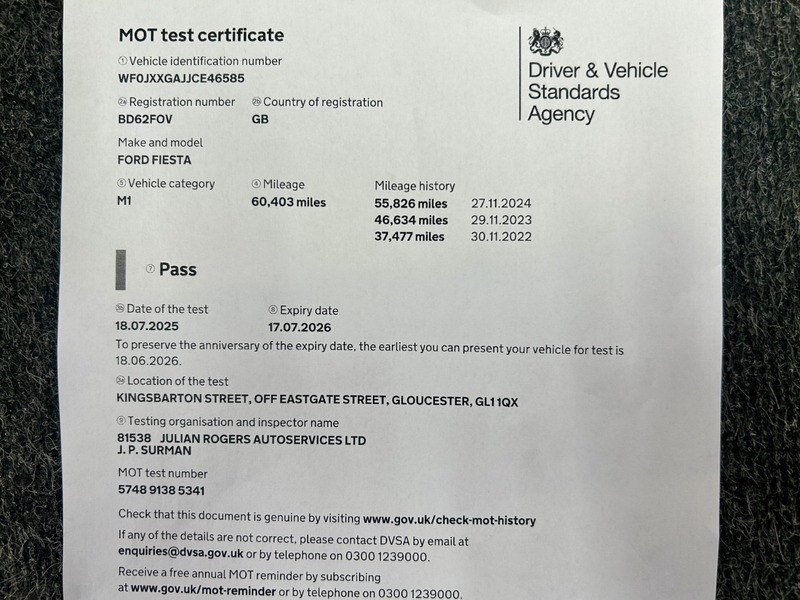 MOT test certificate
① Vehicle identification number
WF0JXXGAJJCE46585
Driver & Vehicle
Standards
Agency
②a Registration number ②b Country of registration
BD62FOV GB
Make and model
FORD FIESTA
⑤ Vehicle category ④ Mileage Mileage history
M1 60,403 miles 55,826 miles 27.11.2024
46,634 miles 29.11.2023
37,477 miles 30.11.2022
⑦ Pass
③b Date of the test ⑧ Expiry date
18.07.2025 17.07.2026
To preserve the anniversary of the expiry date, the earliest you can present your vehicle for test is
18.06.2026.
③a Location of the test
KINGSBARTON STREET, OFF EASTGATE STREET, GLOUCESTER, GL1 1QX
⑨ Testing organisation and inspector name
81538 JULIAN ROGERS AUTOSERVICES LTD
J. P. SURMAN
MOT test number
5748 9138 5341
Check that this document is genuine by visiting www.gov.uk/check-mot-history
If any of the details are not correct, please contact DVSA by email at
enquiries@dvsa.gov.uk or by telephone on 0300 1239000.
Receive a free annual MOT reminder by subscribing
at www.gov.uk/mot-reminder or by telephone on 0300 1239000.